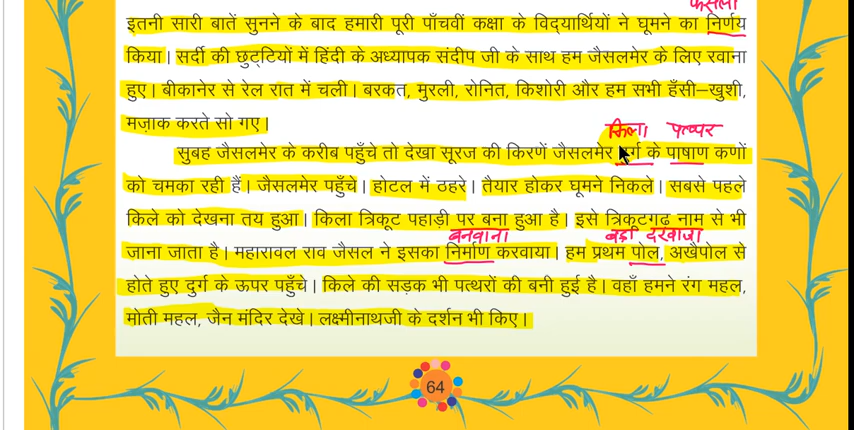 फैसला
इतनी सारी बातें सुनने के बाद हमारी पूरी पाँचवीं कक्षा के विद्यार्थियों ने घूमने का निर्णय
किया। सर्दी की छुट्टियों में हिंदी के अध्यापक संदीप जी के साथ हम जैसलमेर के लिए रवाना
हुए। बीकानेर से रेल रात में चली। बरकत, मुरली, रोनित, किशोरी और हम सभी हँसी–खुशी,
मज़ाक करते सो गए।
किला पत्थर
सुबह जैसलमेर के करीब पहुँचे तो देखा सूरज की किरणें जैसलमेर दुर्ग के पाषाण कणों
को चमका रही हैं। जैसलमेर पहुँचे। होटल में ठहरे। तैयार होकर घूमने निकले। सबसे पहले
किले को देखना तय हुआ। किला त्रिकूट पहाड़ी पर बना हुआ है। इसे त्रिकूटगढ़ नाम से भी
बनवाना बड़ा दरवाजा
जाना जाता है। महारावल राव जैसल ने इसका निर्माण करवाया। हम प्रथम पोल, अखैपोल से
होते हुए दुर्ग के ऊपर पहुँचे। किले की सड़क भी पत्थरों की बनी हुई है। वहाँ हमने रंग महल,
मोती महल, जैन मंदिर देखे। लक्ष्मीनाथजी के दर्शन भी किए।
64